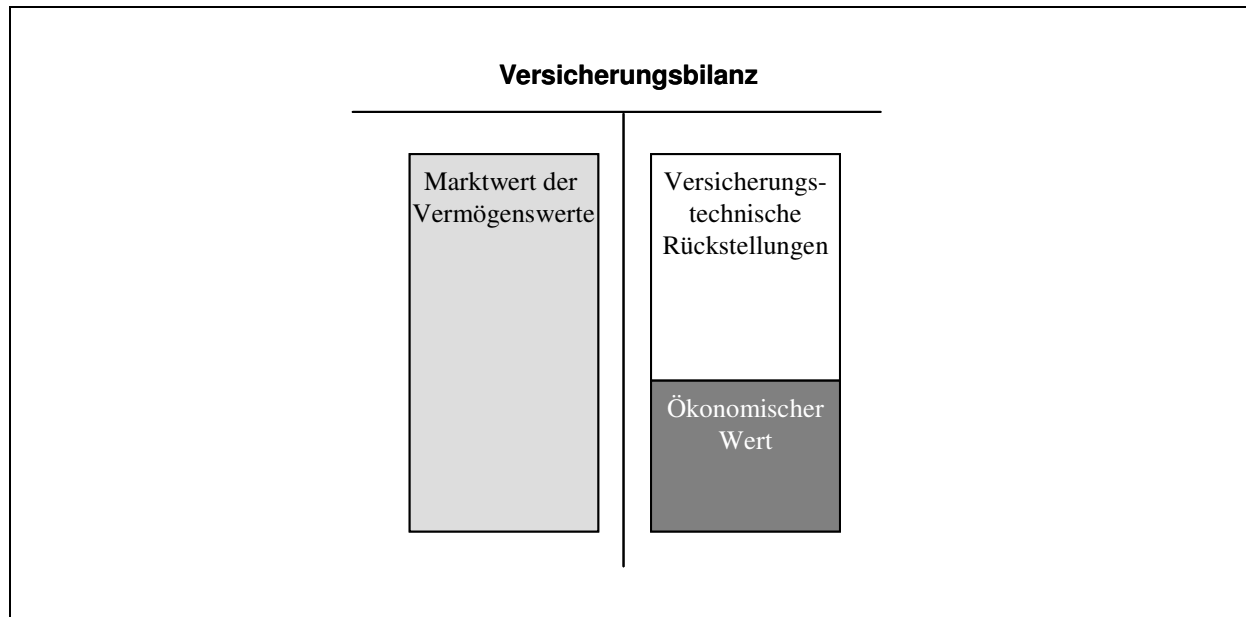 Versicherungsbilanz
Marktwert der
Vermögenswerte
Versicherungs-
technische
Rückstellungen
Ökonomischer
Wert